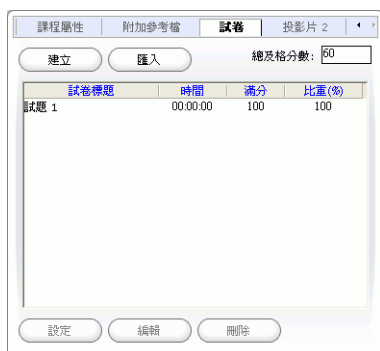 課程屬性 附加參考檔 試卷 投影片 2
建立 匯入 總及格分數: 60
試卷標題 時間 滿分 比重(%)
試題 1 00:00:00 100 100
設定 編輯 刪除